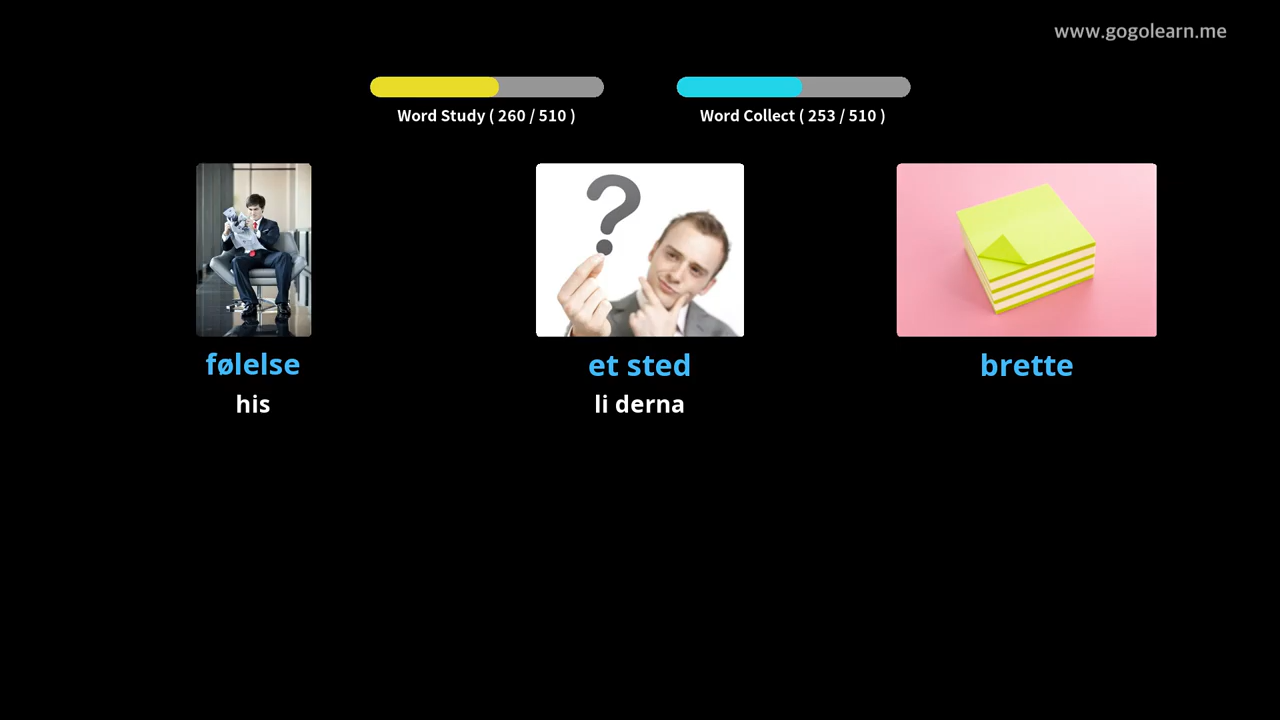 www.gogolearn.me
Word Study ( 260 / 510 )
Word Collect ( 253 / 510 )
følelse
et sted
brette
his
li derna